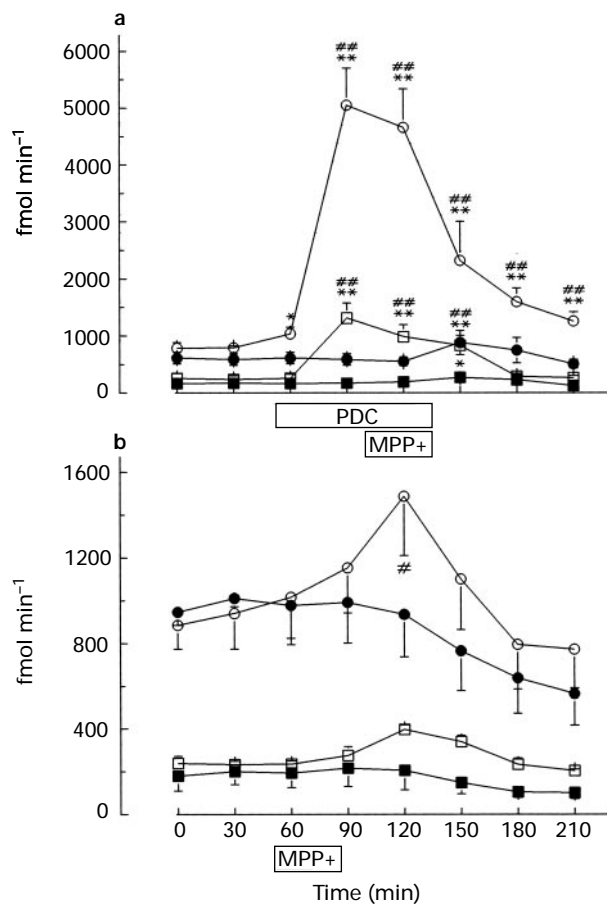 a
fmol min⁻¹
6000
5000
4000
3000
2000
1000
0
## ## ## ## ##
** ** ** ** **
*
## ## ##
** ** **
*
PDC
MPP+
b
fmol min⁻¹
1600
1200
800
400
0
#
0 30 60 90 120 150 180 210
MPP+
Time (min)